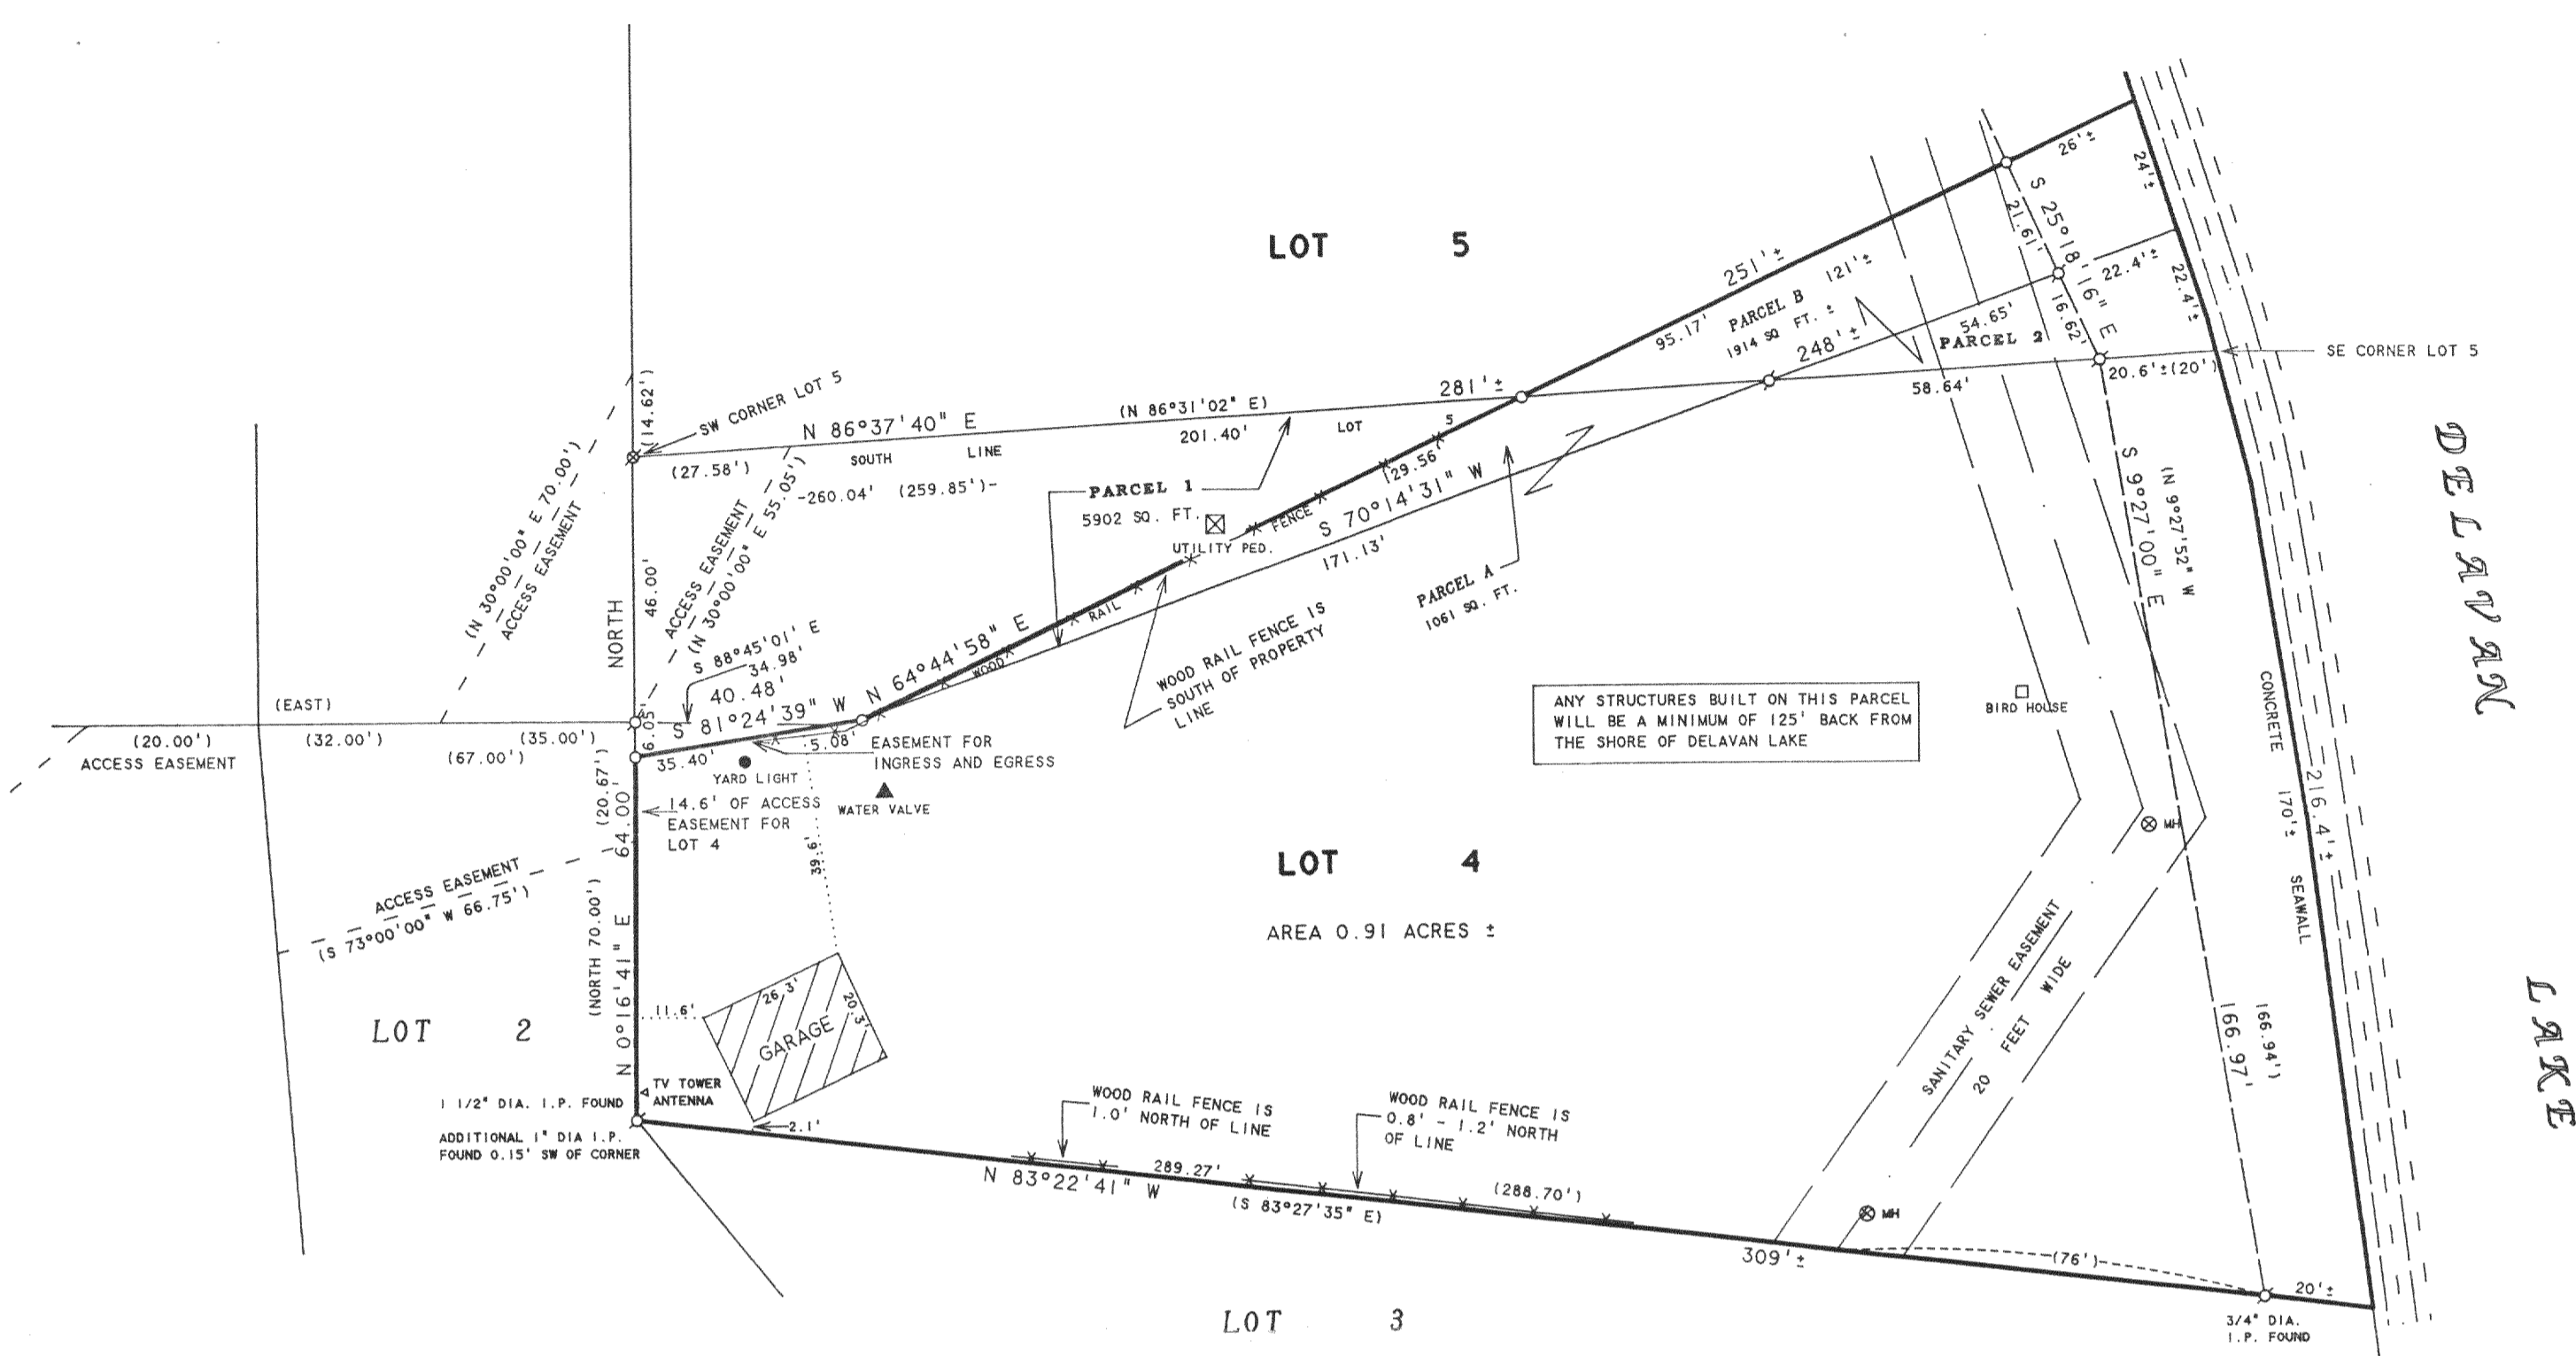 LOT 5
26'±
24'±
S 25°18'16" E
21.61'
22.4'±
22.4'±
16.62'
251'±
121'±
PARCEL B
1914 SQ FT. ±
95.17'
248'±
54.65'
PARCEL 2
SE CORNER LOT 5
20.6'±(20')
58.64'
281'±
(14.62')
SW CORNER LOT 5
N 86°37'40" E
(N 86°31'02" E)
201.40'
LOT 5
SOUTH LINE
(27.58')
-260.04' (259.85')-
(N 30°00'00" E 70.00')
ACCESS EASEMENT
ACCESS EASEMENT
(N 30°00'00" E 55.05')
PARCEL 1
5902 SQ. FT.
UTILITY PED.
(29.56'
FENCE
S 70°14'31" W
171.13'
RAIL
WOOD
PARCEL A
1061 SQ. FT.
WOOD RAIL FENCE IS
SOUTH OF PROPERTY
LINE
NORTH
46.00'
S 88°45'01' E
34.98'
40.48'
S 81°24'39" W
N 64°44'58" E
(EAST)
6.05'
(20.00')
(32.00')
(35.00')
ACCESS EASEMENT
(67.00')
35.40'
5.08'
EASEMENT FOR
INGRESS AND EGRESS
YARD LIGHT
WATER VALVE
(20.67')
64.00'
14.6' OF ACCESS
EASEMENT FOR
LOT 4
39.6'
ACCESS EASEMENT
(S 73°00'00" W 66.75')
(NORTH 70.00')
N 0°16'41" E
LOT 2
11.6'
26.3'
20.3'
GARAGE
TV TOWER
ANTENNA
1 1/2" DIA. I.P. FOUND
ADDITIONAL 1" DIA I.P.
FOUND 0.15' SW OF CORNER
2.1'
ANY STRUCTURES BUILT ON THIS PARCEL
WILL BE A MINIMUM OF 125' BACK FROM
THE SHORE OF DELAVAN LAKE
BIRD HOUSE
LOT 4
AREA 0.91 ACRES ±
S 9°27'00" E
(N 9°27'52" W
166.97'
166.94')
MH
MH
SANITARY SEWER EASEMENT
20 FEET WIDE
CONCRETE
SEAWALL
170'±
216.4'±
DELAVAN
LAKE
WOOD RAIL FENCE IS
1.0' NORTH OF LINE
WOOD RAIL FENCE IS
0.8' - 1.2' NORTH
OF LINE
289.27'
N 83°22'41" W
(288.70')
(S 83°27'35" E)
309'±
(76')
20'±
3/4" DIA.
I.P. FOUND
LOT 3